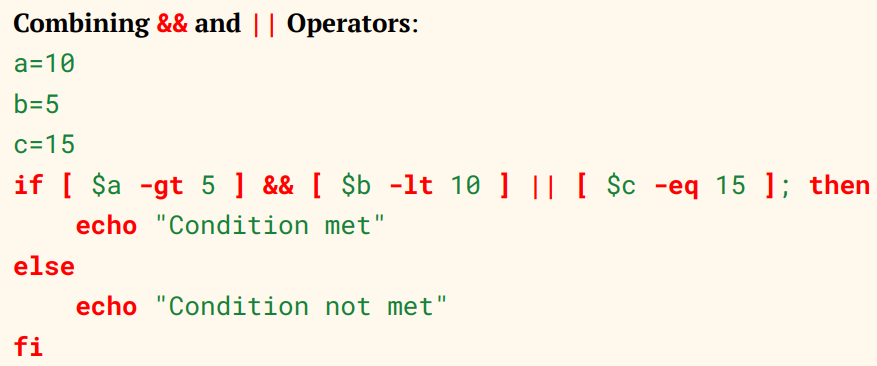 Combining && and || Operators:
a=10
b=5
c=15
if [ $a -gt 5 ] && [ $b -lt 10 ] || [ $c -eq 15 ]; then
    echo "Condition met"
else
    echo "Condition not met"
fi